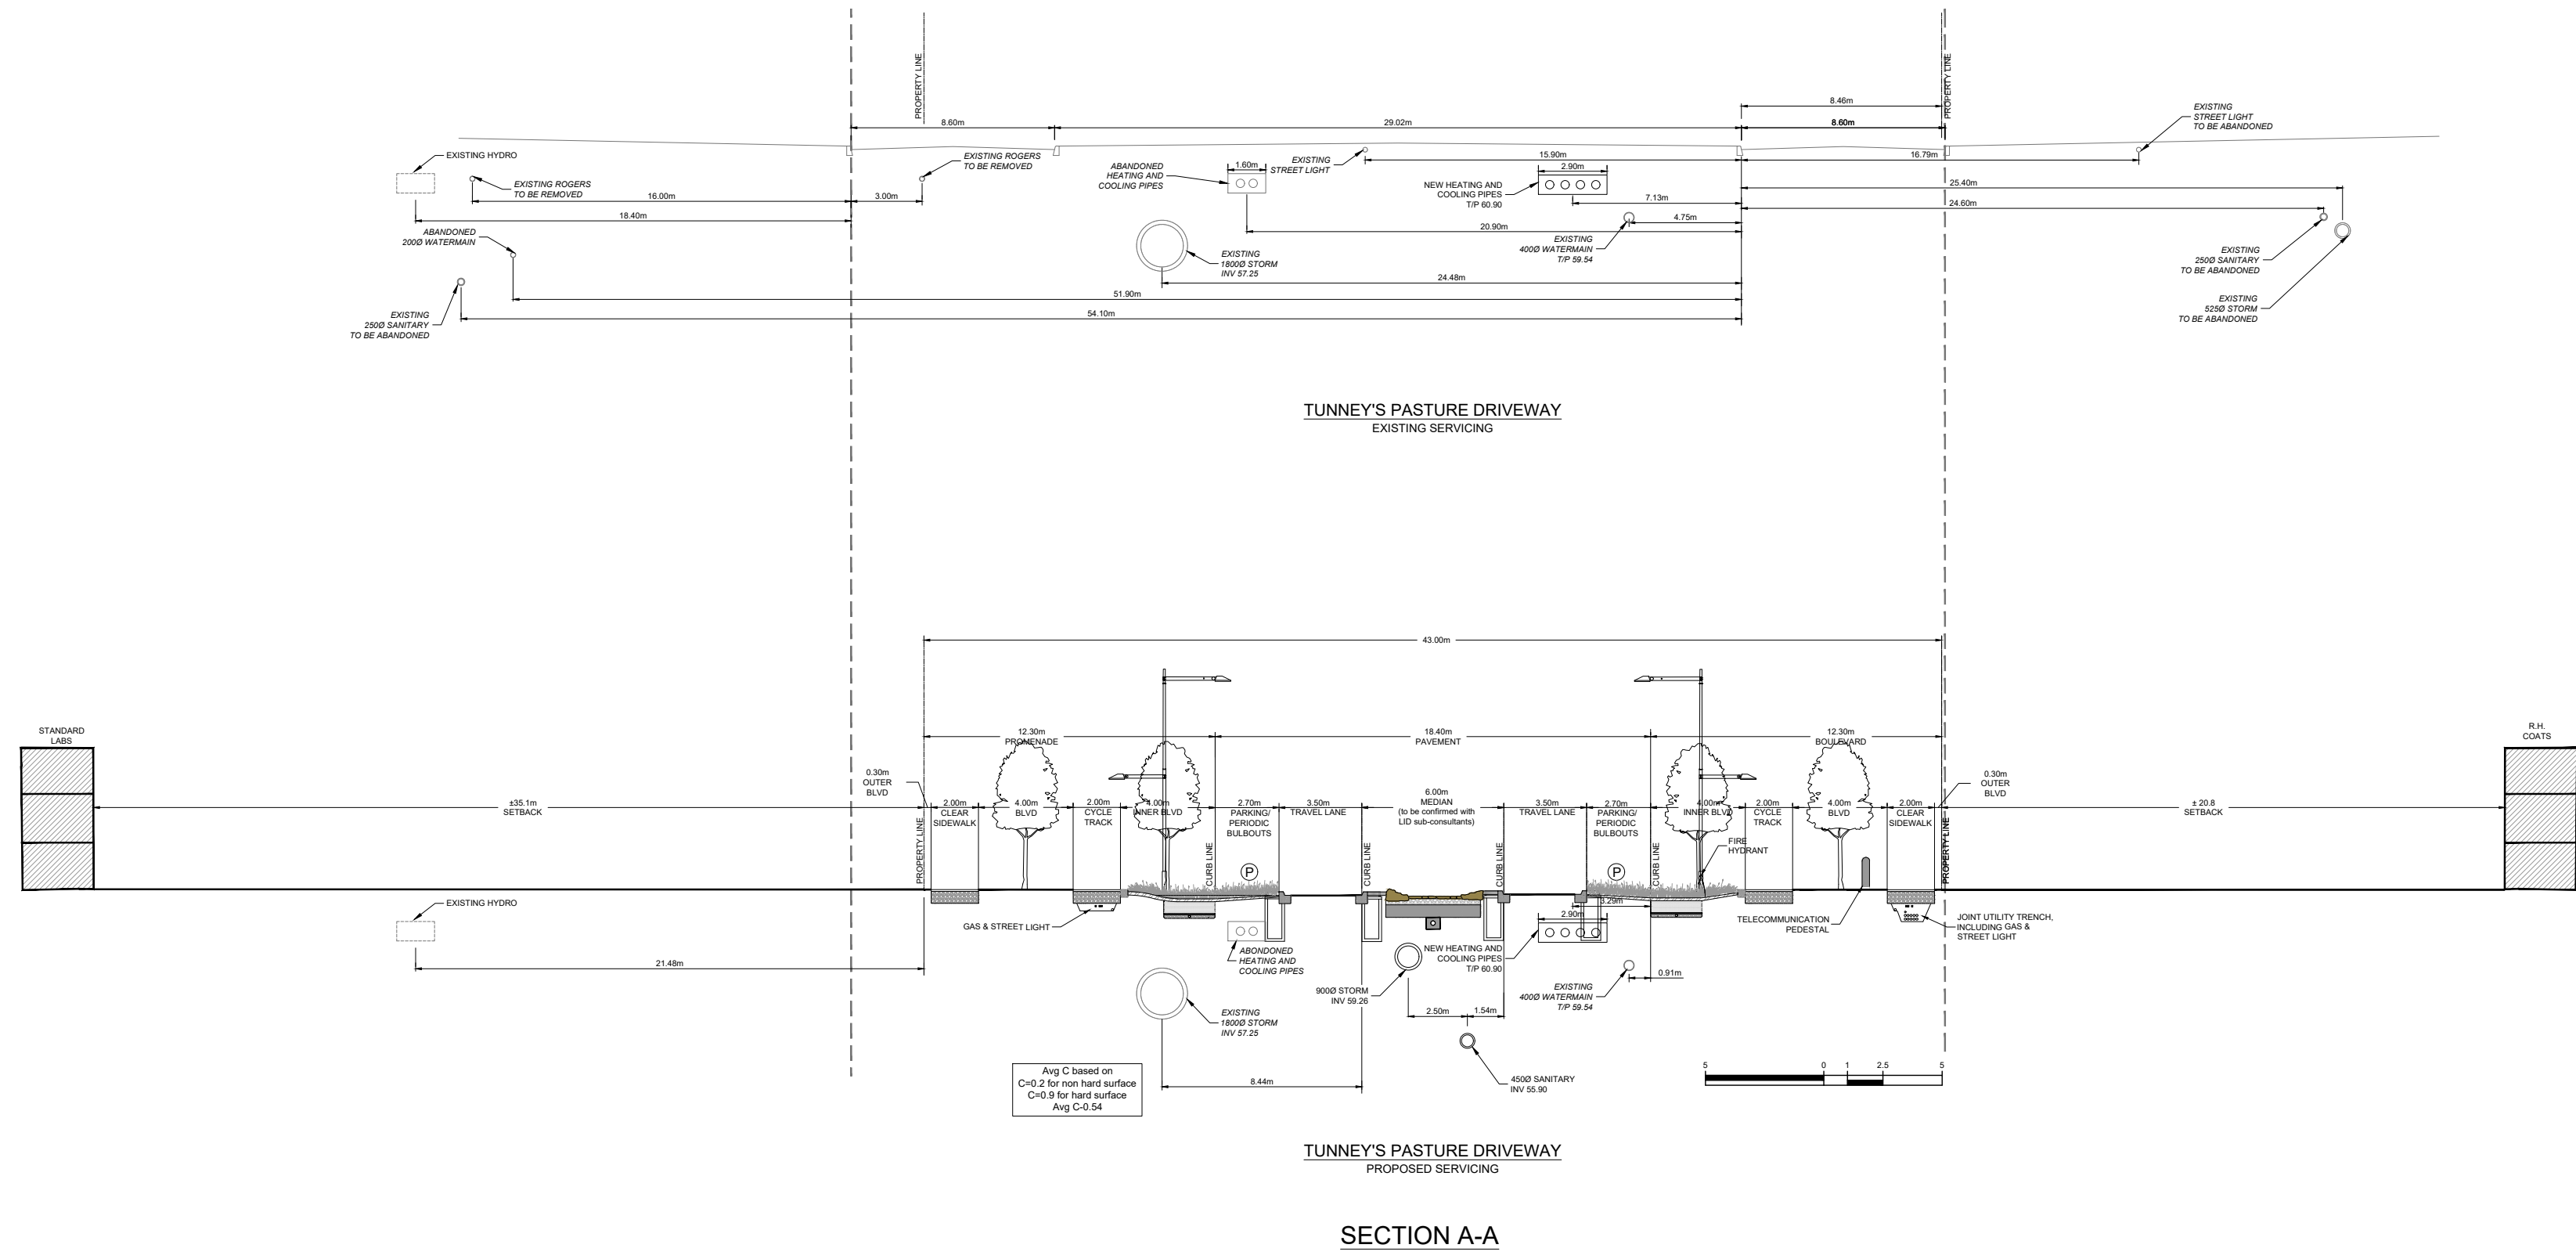 PROPERTY LINE
PROPERTY LINE
8.46m
8.60m
29.02m
8.60m
EXISTING
STREET LIGHT
TO BE ABANDONED
EXISTING HYDRO
EXISTING ROGERS
TO BE REMOVED
EXISTING ROGERS
TO BE REMOVED
16.00m
3.00m
18.40m
ABANDONED
HEATING AND
COOLING PIPES
1.60m
EXISTING
STREET LIGHT
15.90m
16.79m
2.90m
NEW HEATING AND
COOLING PIPES
T/P 60.90
7.13m
4.75m
20.90m
25.40m
24.60m
ABANDONED
200Ø WATERMAIN
EXISTING
1800Ø STORM
INV 57.25
EXISTING
400Ø WATERMAIN
T/P 59.54
EXISTING
250Ø SANITARY
TO BE ABANDONED
24.48m
51.90m
54.10m
EXISTING
250Ø SANITARY
TO BE ABANDONED
EXISTING
525Ø STORM
TO BE ABANDONED
TUNNEY'S PASTURE DRIVEWAY
EXISTING SERVICING
43.00m
STANDARD
LABS
R.H.
COATS
12.30m
PROMENADE
18.40m
PAVEMENT
12.30m
BOULEVARD
0.30m
OUTER
BLVD
0.30m
OUTER
BLVD
±35.1m
SETBACK
2.00m
CLEAR
SIDEWALK
4.00m
BLVD
2.00m
CYCLE
TRACK
4.00m
INNER BLVD
2.70m
PARKING/
PERIODIC
BULBOUTS
3.50m
TRAVEL LANE
6.00m
MEDIAN
(to be confirmed with
LID sub-consultants)
3.50m
TRAVEL LANE
2.70m
PARKING/
PERIODIC
BULBOUTS
4.00m
INNER BLVD
2.00m
CYCLE
TRACK
4.00m
BLVD
2.00m
CLEAR
SIDEWALK
± 20.8
SETBACK
PROPERTY LINE
CURB LINE
CURB LINE
CURB LINE
CURB LINE
PROPERTY LINE
P
P
FIRE
HYDRANT
EXISTING HYDRO
GAS & STREET LIGHT
21.48m
ABONDONED
HEATING AND
COOLING PIPES
2.90m
3.29m
NEW HEATING AND
COOLING PIPES
T/P 60.90
TELECOMMUNICATION
PEDESTAL
JOINT UTILITY TRENCH,
INCLUDING GAS &
STREET LIGHT
0.91m
900Ø STORM
INV 59.26
EXISTING
400Ø WATERMAIN
T/P 59.54
EXISTING
1800Ø STORM
INV 57.25
2.50m
1.54m
450Ø SANITARY
INV 55.90
8.44m
Avg C based on
C=0.2 for non hard surface
C=0.9 for hard surface
Avg C-0.54
5 0 1 2.5 5
TUNNEY'S PASTURE DRIVEWAY
PROPOSED SERVICING
SECTION A-A